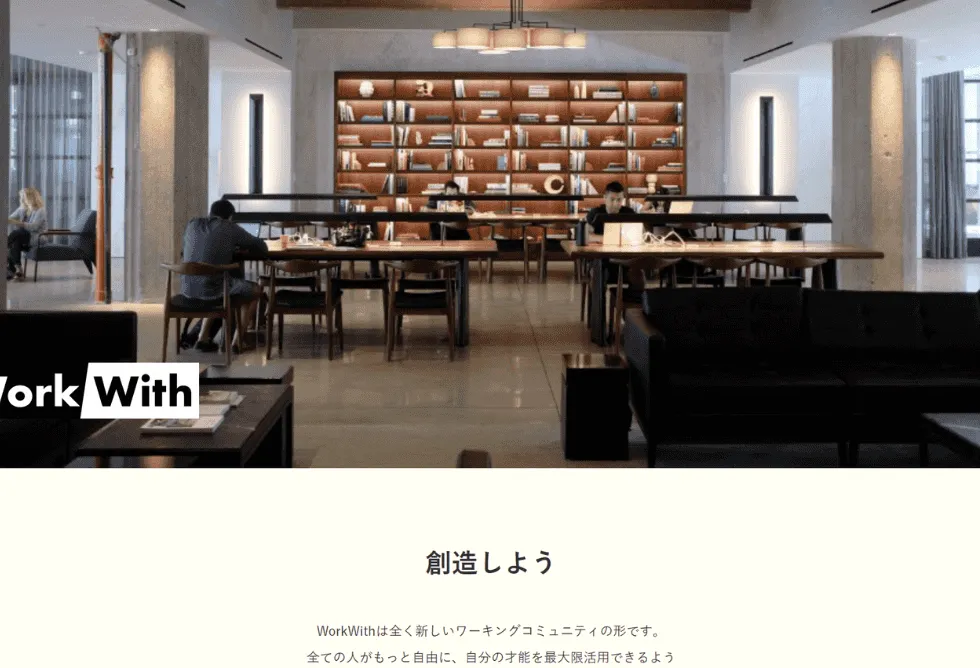 Work With
創造しよう
WorkWithは全く新しいワーキングコミュニティの形です。
全ての人がもっと自由に、自分の才能を最大限活用できるよう